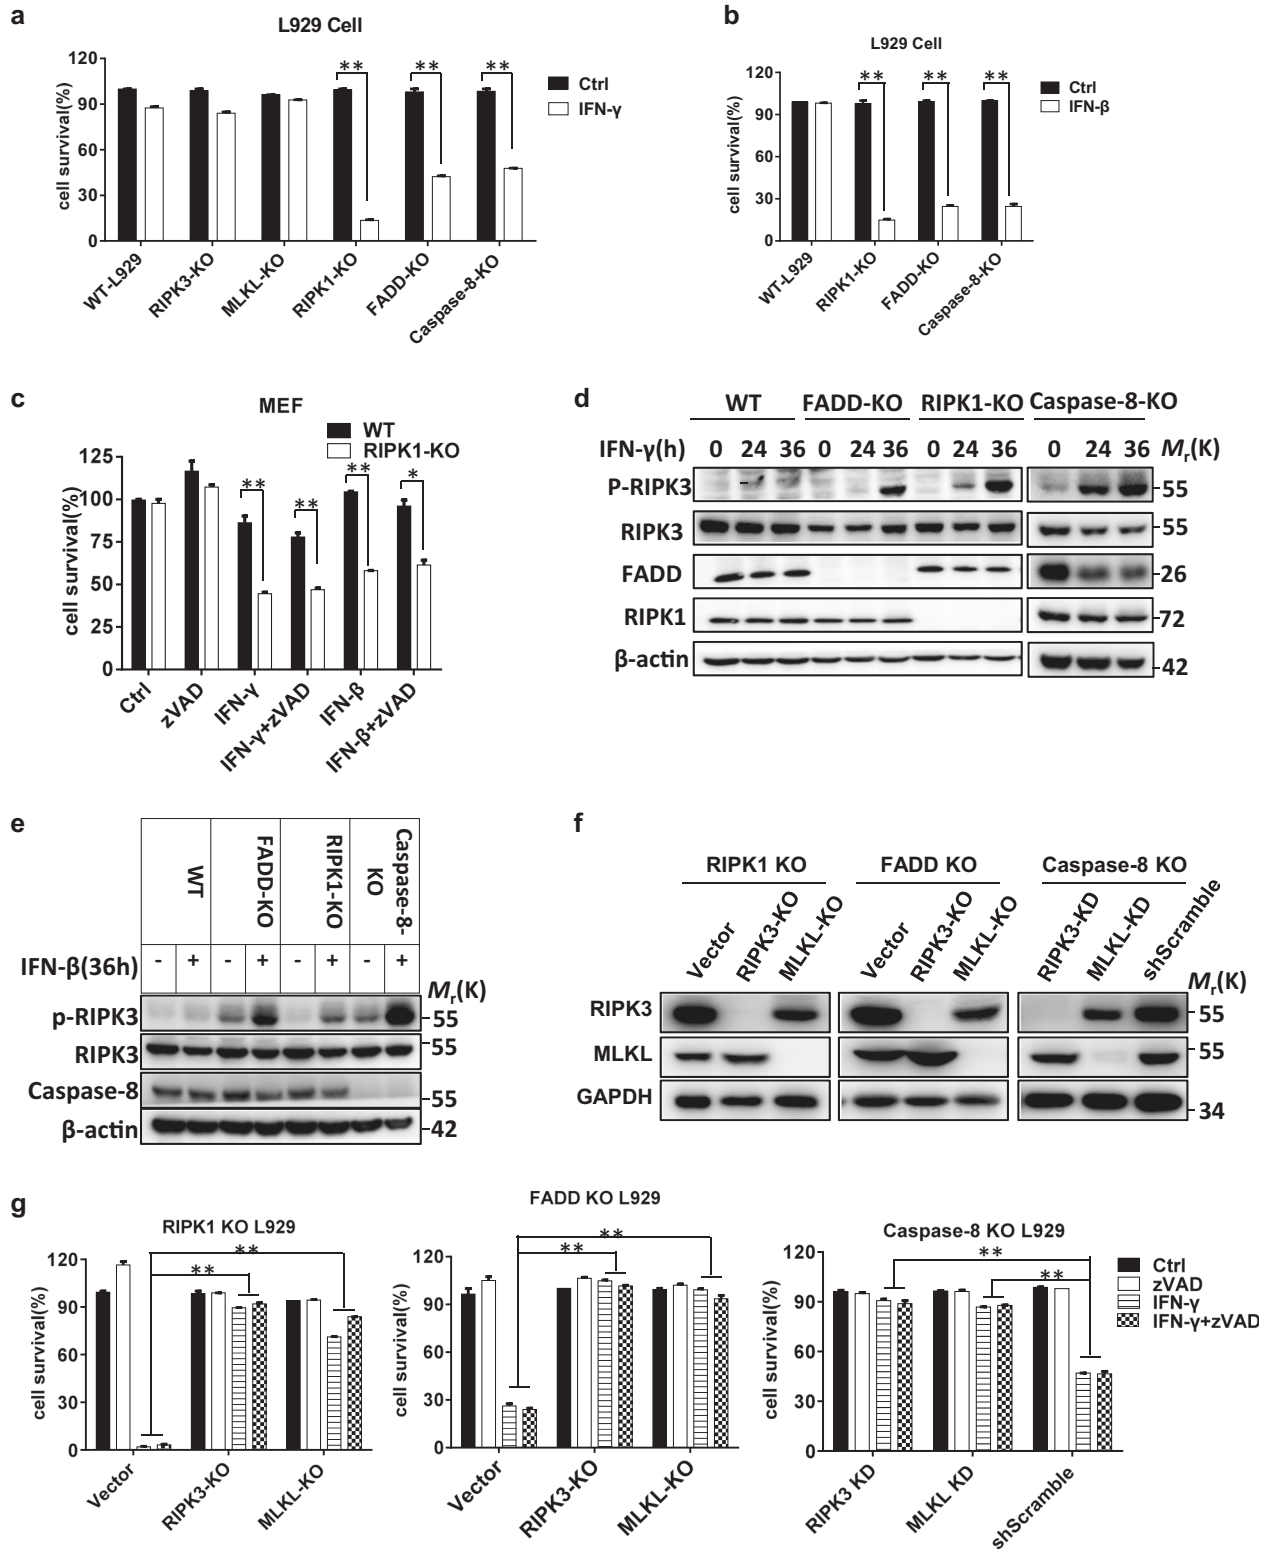 a
L929 Cell
cell survival(%)
120
90
60
30
0
** ** **
Ctrl
IFN-γ
WT-L929
RIPK3-KO
MLKL-KO
RIPK1-KO
FADD-KO
Caspase-8-KO
b
L929 Cell
cell survival(%)
120
90
60
30
0
** ** **
Ctrl
IFN-β
WT-L929
RIPK1-KO
FADD-KO
Caspase-8-KO
c
MEF
WT
RIPK1-KO
cell survival(%)
125
100
75
50
25
0
** ** ** *
Ctrl
zVAD
IFN-γ
IFN-γ+zVAD
IFN-β
IFN-β+zVAD
d
WT FADD-KO RIPK1-KO Caspase-8-KO
IFN-γ(h) 0 24 36 0 24 36 0 24 36 0 24 36 Mr(K)
P-RIPK3 55
RIPK3 55
FADD 26
RIPK1 72
β-actin 42
e
WT
FADD-KO
RIPK1-KO
Caspase-8-
KO
IFN-β(36h) - + - + - + - +
Mr(K)
p-RIPK3 55
RIPK3 55
Caspase-8 55
β-actin 42
f
RIPK1 KO FADD KO Caspase-8 KO
Vector
RIPK3-KO
MLKL-KO
Vector
RIPK3-KO
MLKL-KO
RIPK3-KD
MLKL-KD
shScramble
Mr(K)
RIPK3 55
MLKL 55
GAPDH 34
g
RIPK1 KO L929
cell survival(%)
120
90
60
30
0
**
**
Vector
RIPK3-KO
MLKL-KO
FADD KO L929
cell survival(%)
120
90
60
30
0
**
**
Vector
RIPK3-KO
MLKL-KO
Caspase-8 KO L929
cell survival(%)
120
90
60
30
0
**
**
RIPK3 KD
MLKL KD
shScramble
Ctrl
zVAD
IFN-γ
IFN-γ+zVAD